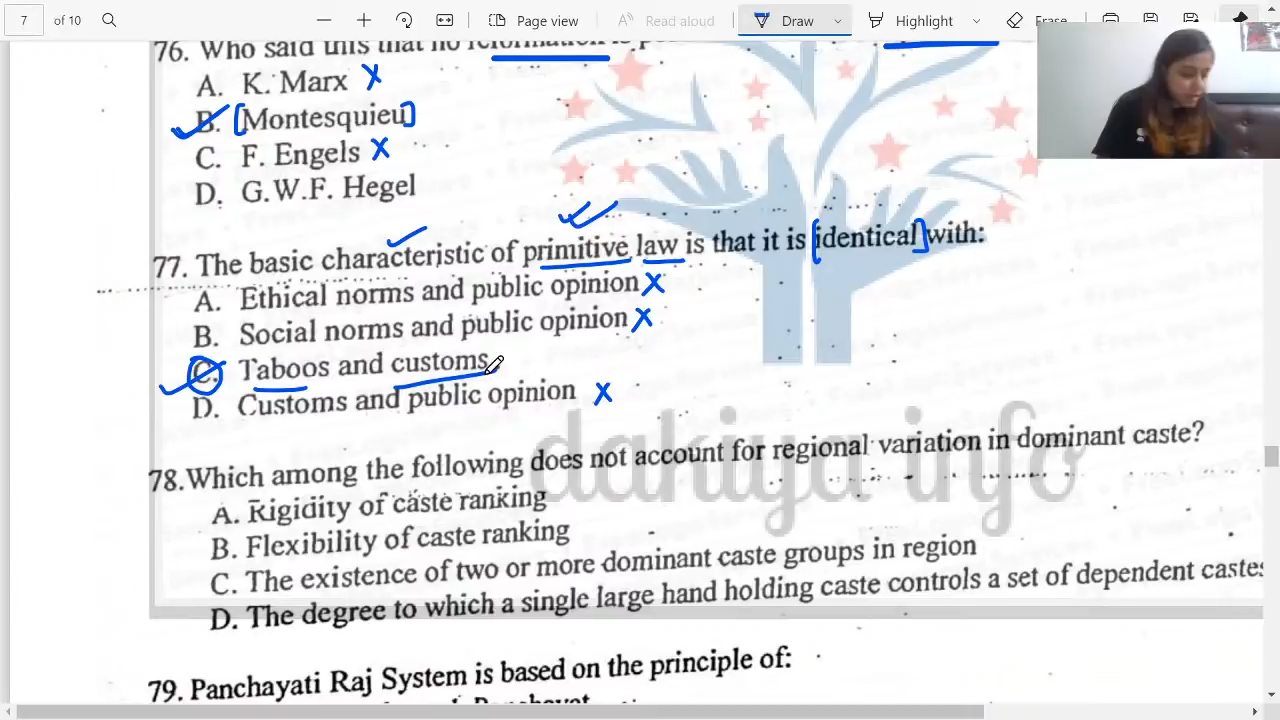 7 of 10 Page view Read aloud Draw Highlight Erase
76. Who said this that no reformation is
A. K. Marx X
B. [Montesquieu]
C. F. Engels X
D. G.W.F. Hegel
77. The basic characteristic of primitive law is that it is [identical] with:
A. Ethical norms and public opinion X
B. Social norms and public opinion X
C. Taboos and customs
D. Customs and public opinion X
78.Which among the following does not account for regional variation in dominant caste?
A. Rigidity of caste ranking
B. Flexibility of caste ranking
C. The existence of two or more dominant caste groups in region
D. The degree to which a single large hand holding caste controls a set of dependent castes
dakiya info
79. Panchayati Raj System is based on the principle of: